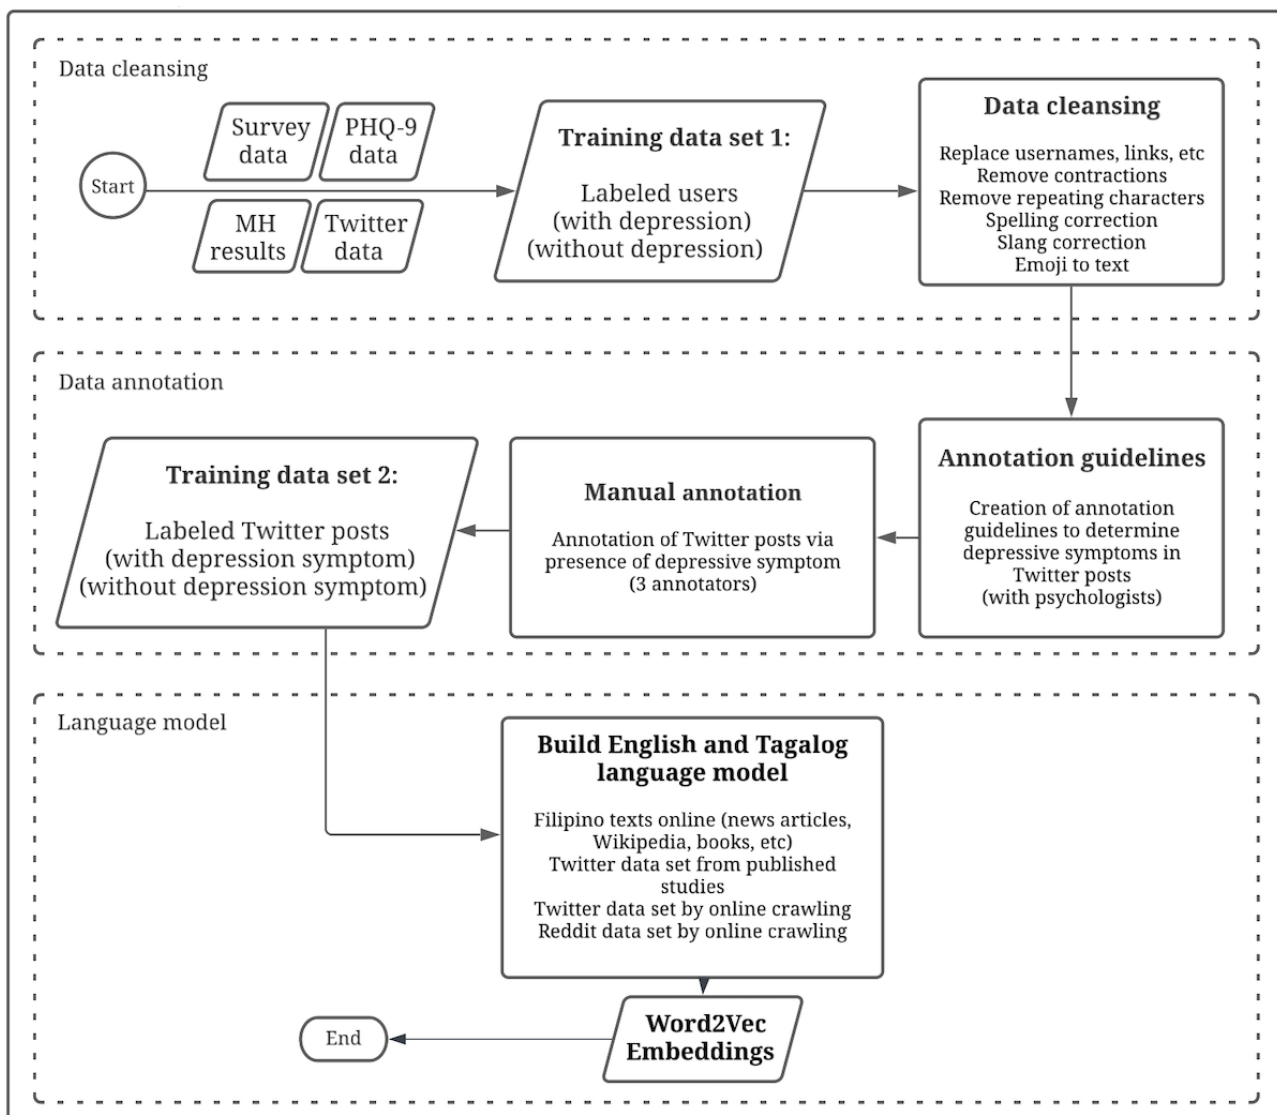 Data cleansing
Start
Survey
data
PHQ-9
data
MH
results
Twitter
data
Training data set 1:
Labeled users
(with depression)
(without depression)
Data cleansing
Replace usernames, links, etc
Remove contractions
Remove repeating characters
Spelling correction
Slang correction
Emoji to text
Data annotation
Annotation guidelines
Creation of annotation
guidelines to determine
depressive symptoms in
Twitter posts
(with psychologists)
Manual annotation
Annotation of Twitter posts via
presence of depressive symptom
(3 annotators)
Training data set 2:
Labeled Twitter posts
(with depression symptom)
(without depression symptom)
Language model
Build English and Tagalog
language model
Filipino texts online (news articles,
Wikipedia, books, etc)
Twitter data set from published
studies
Twitter data set by online crawling
Reddit data set by online crawling
Word2Vec
Embeddings
End